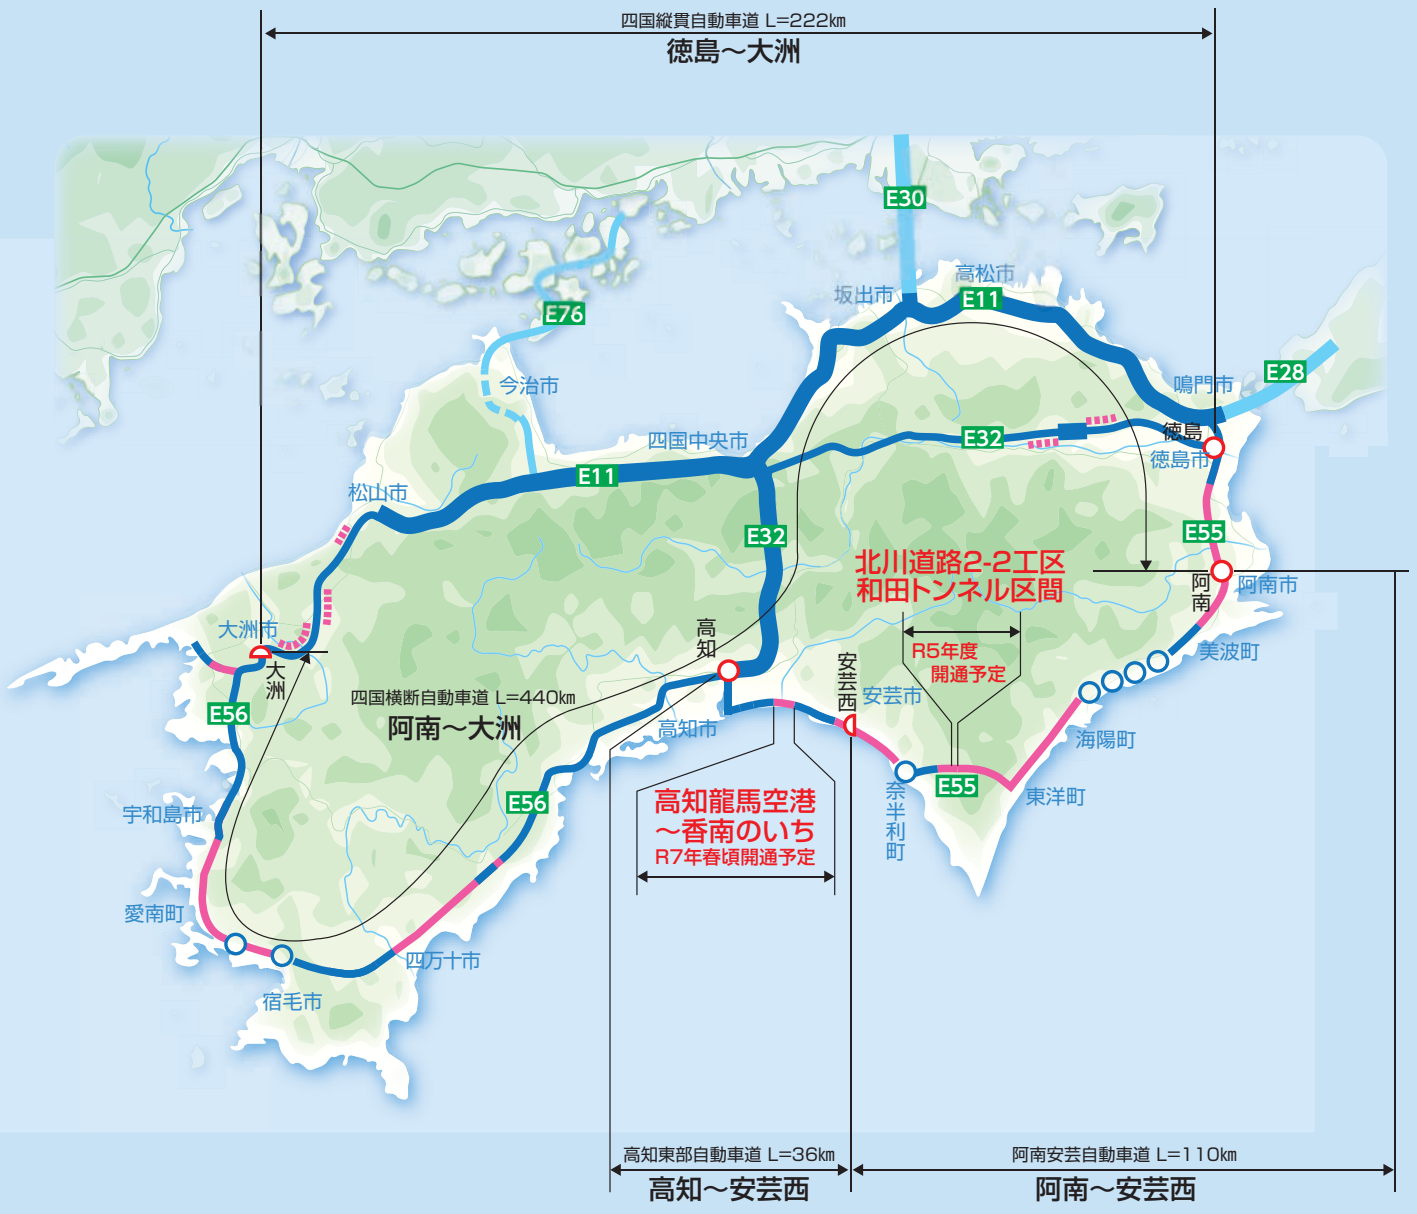 四国縦貫自動車道 L=222㎞
徳島～大洲
E30
高松市
坂出市
E11
E76
E28
今治市
鳴門市
徳島
四国中央市
E32
徳島市
E11
松山市
E32
E55
北川道路2-2工区
和田トンネル区間
阿南
阿南市
大洲市
高知
R5年度
開通予定
美波町
大洲
安芸西
安芸市
四国横断自動車道 L=440㎞
阿南～大洲
E56
高知市
海陽町
E55
奈半利町
東洋町
宇和島市
E56
高知龍馬空港
～香南のいち
R7年春頃開通予定
愛南町
四万十市
宿毛市
高知東部自動車道 L=36㎞
高知～安芸西
阿南安芸自動車道 L=110㎞
阿南～安芸西